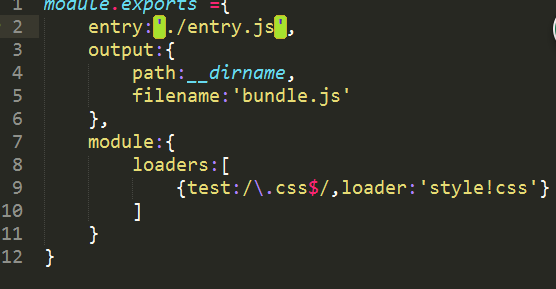 1 module.exports ={
2     entry:'./entry.js',
3     output:{
4         path:__dirname,
5         filename:'bundle.js'
6     },
7     module:{
8         loaders:[
9             {test:/\.css$/,loader:'style!css'}
10         ]
11     }
12 }